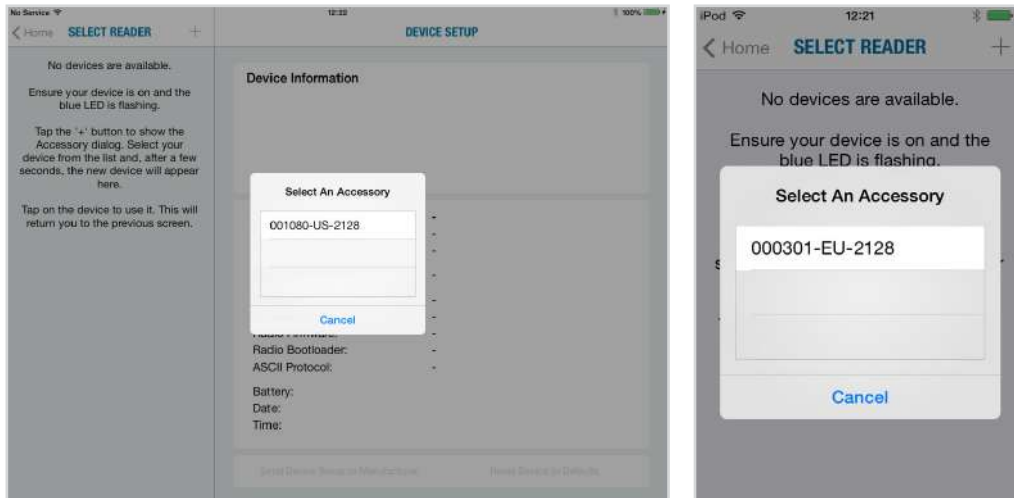 No Service
12:22
100%
Home
SELECT READER
+
DEVICE SETUP
No devices are available.
Ensure your device is on and the
blue LED is flashing.
Tap the '+' button to show the
Accessory dialog. Select your
device from the list and, after a few
seconds, the new device will appear
here.
Tap on the device to use it. This will
return you to the previous screen.
Device Information
Select An Accessory
001080-US-2128
Cancel
-
-
-
-
-
-
-
Radio Bootloader: -
ASCII Protocol: -
Battery:
Date:
Time:
iPod
12:21
Home
SELECT READER
+
No devices are available.
Ensure your device is on and the
blue LED is flashing.
Select An Accessory
000301-EU-2128
Cancel